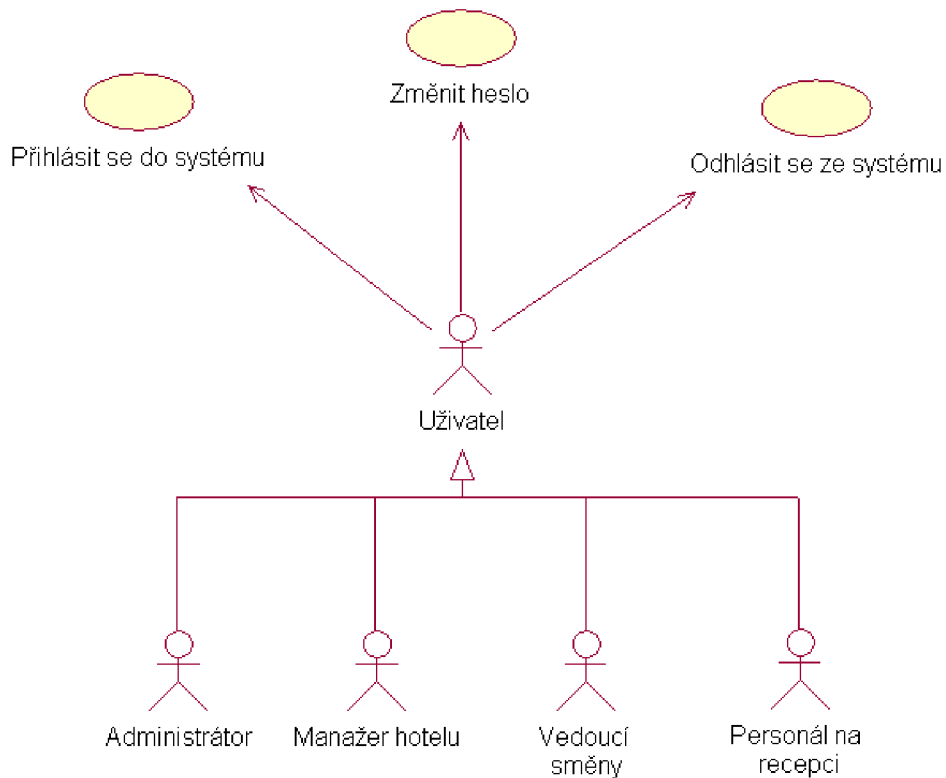 Změnit heslo
Přihlásit se do systému
Odhlásit se ze systému
Uživatel
Administrátor
Manažer hotelu
Vedoucí
směny
Personál na
recepci